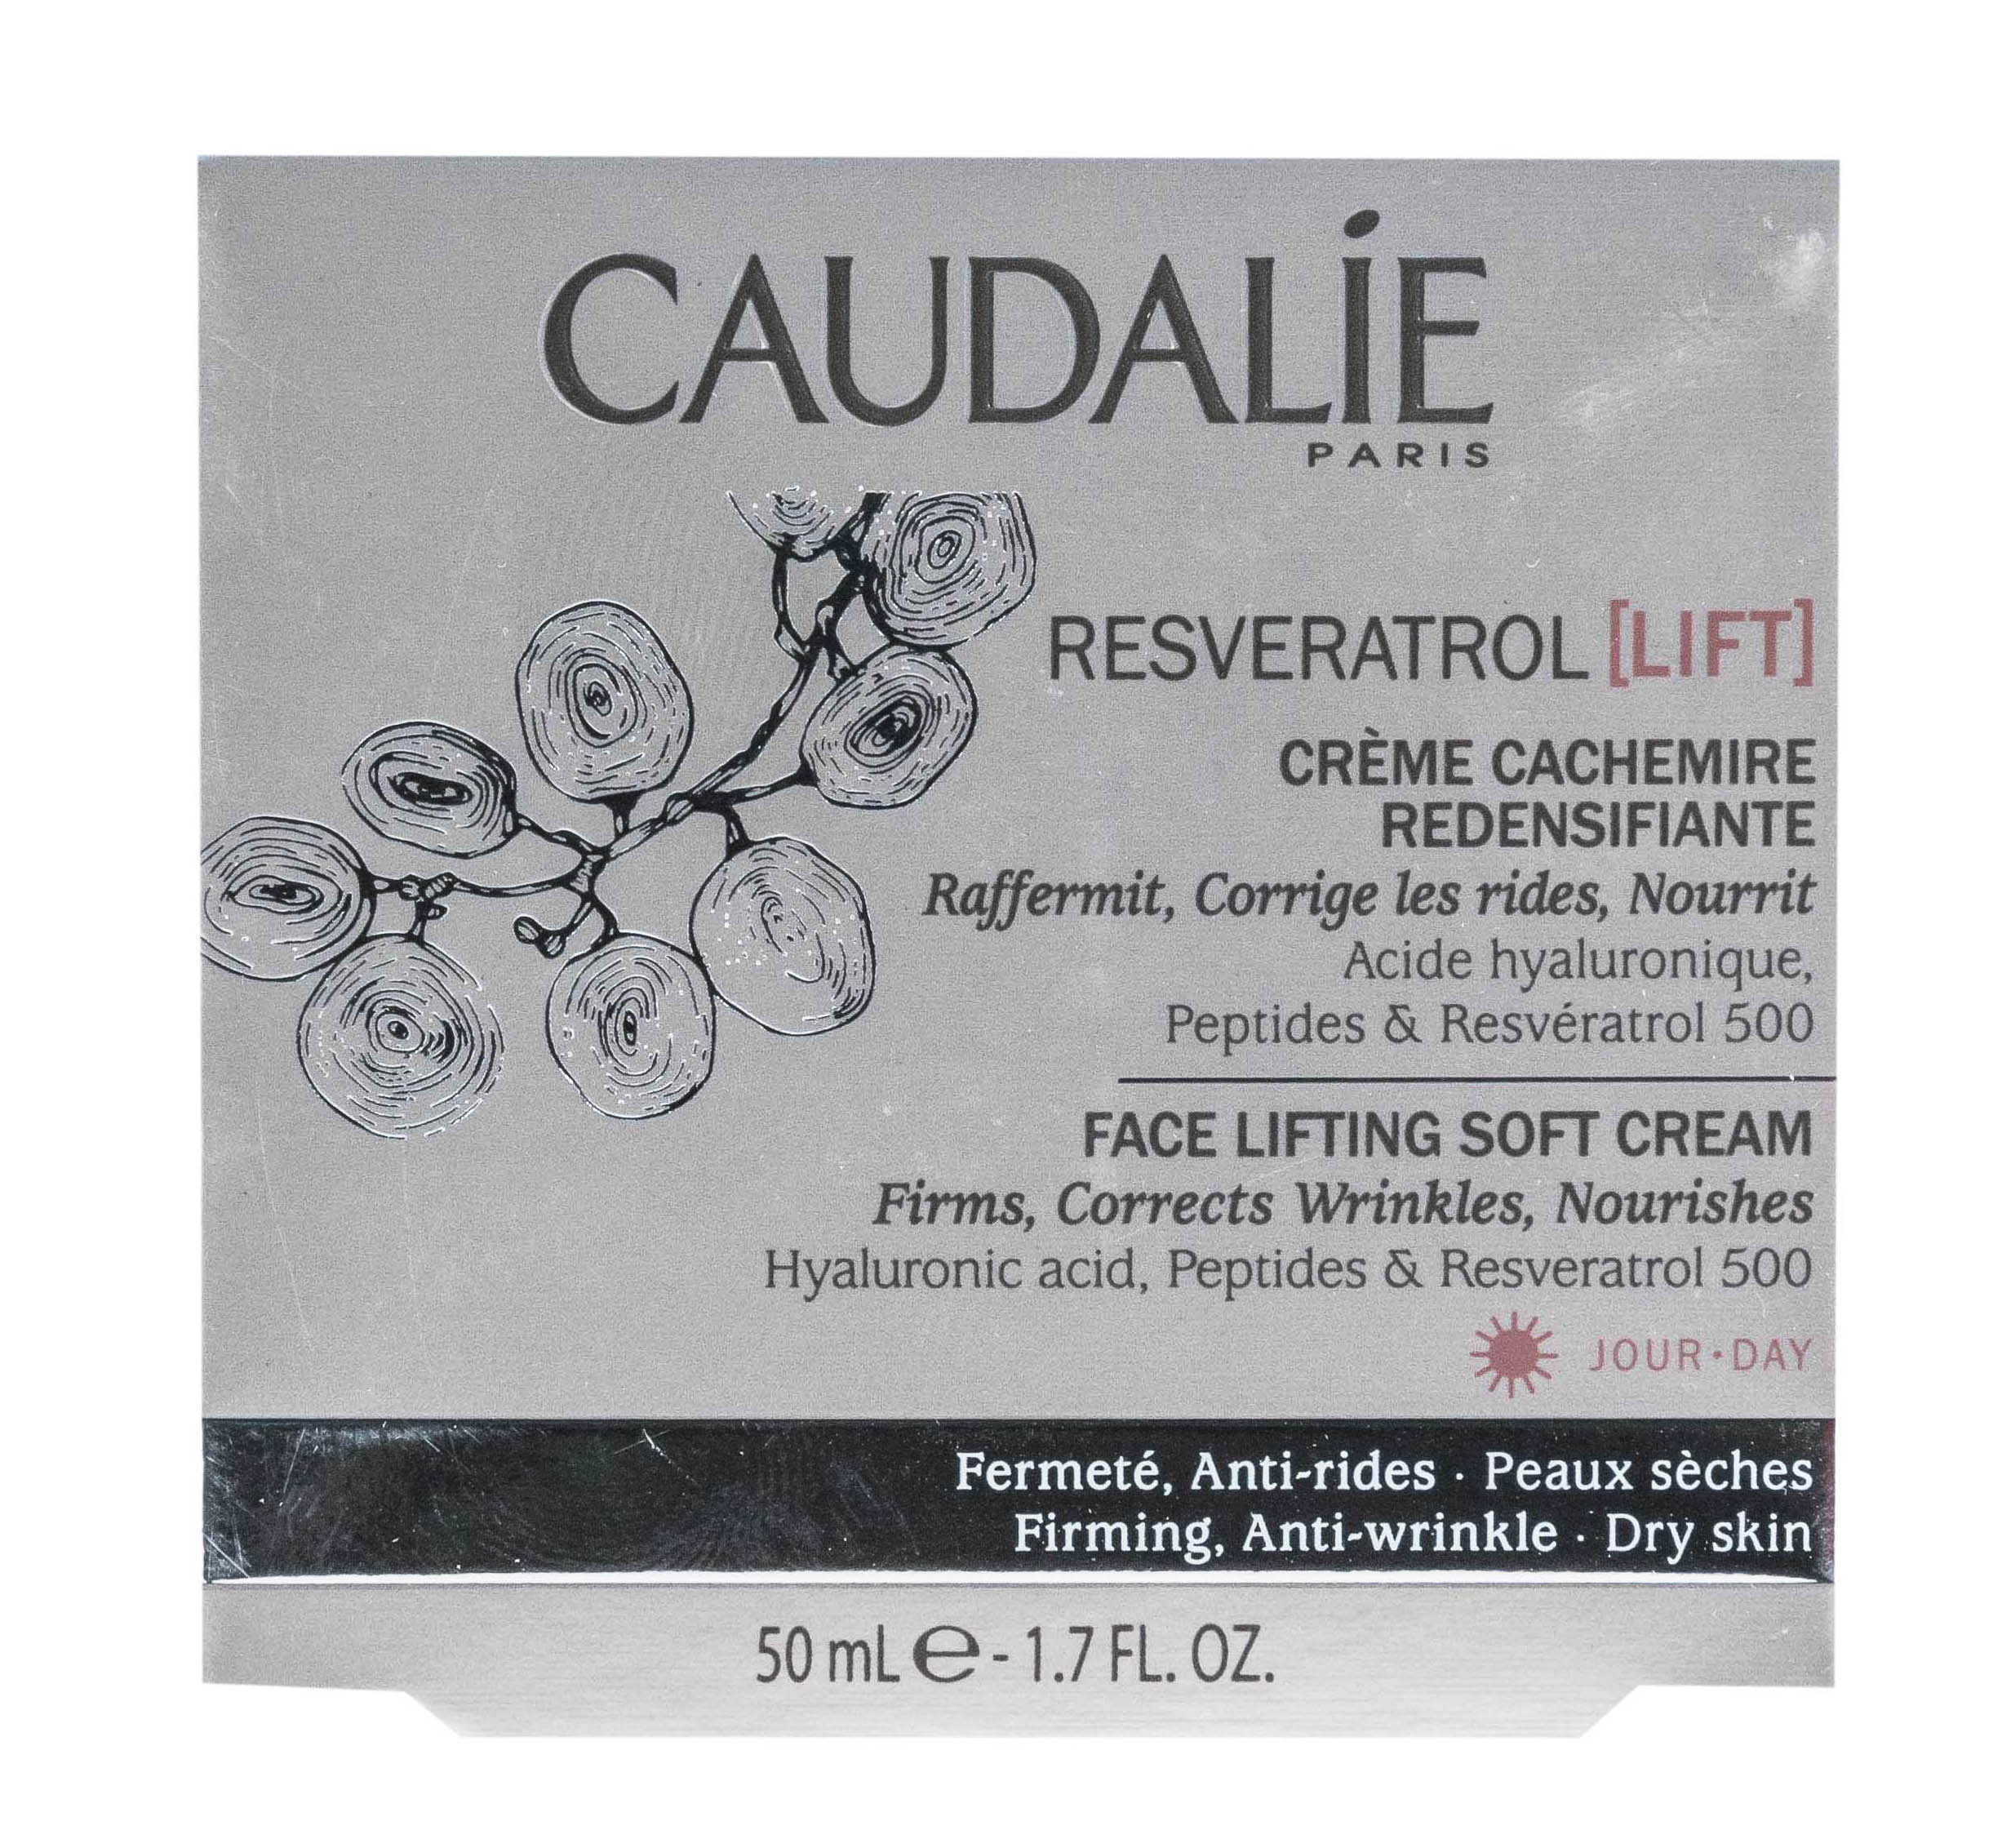 CAUDALİE
PARIS
RESVERATROL [LIFT]
CRÈME CACHEMIRE
REDENSIFIANTE
Raffermit, Corrige les rides, Nourrit
Acide hyaluronique,
Peptides & Resvératrol 500
FACE LIFTING SOFT CREAM
Firms, Corrects Wrinkles, Nourishes
Hyaluronic acid, Peptides & Resveratrol 500
JOUR·DAY
Fermeté, Anti-rides · Peaux sèches
Firming, Anti-wrinkle · Dry skin
50 mL e - 1.7 FL. OZ.